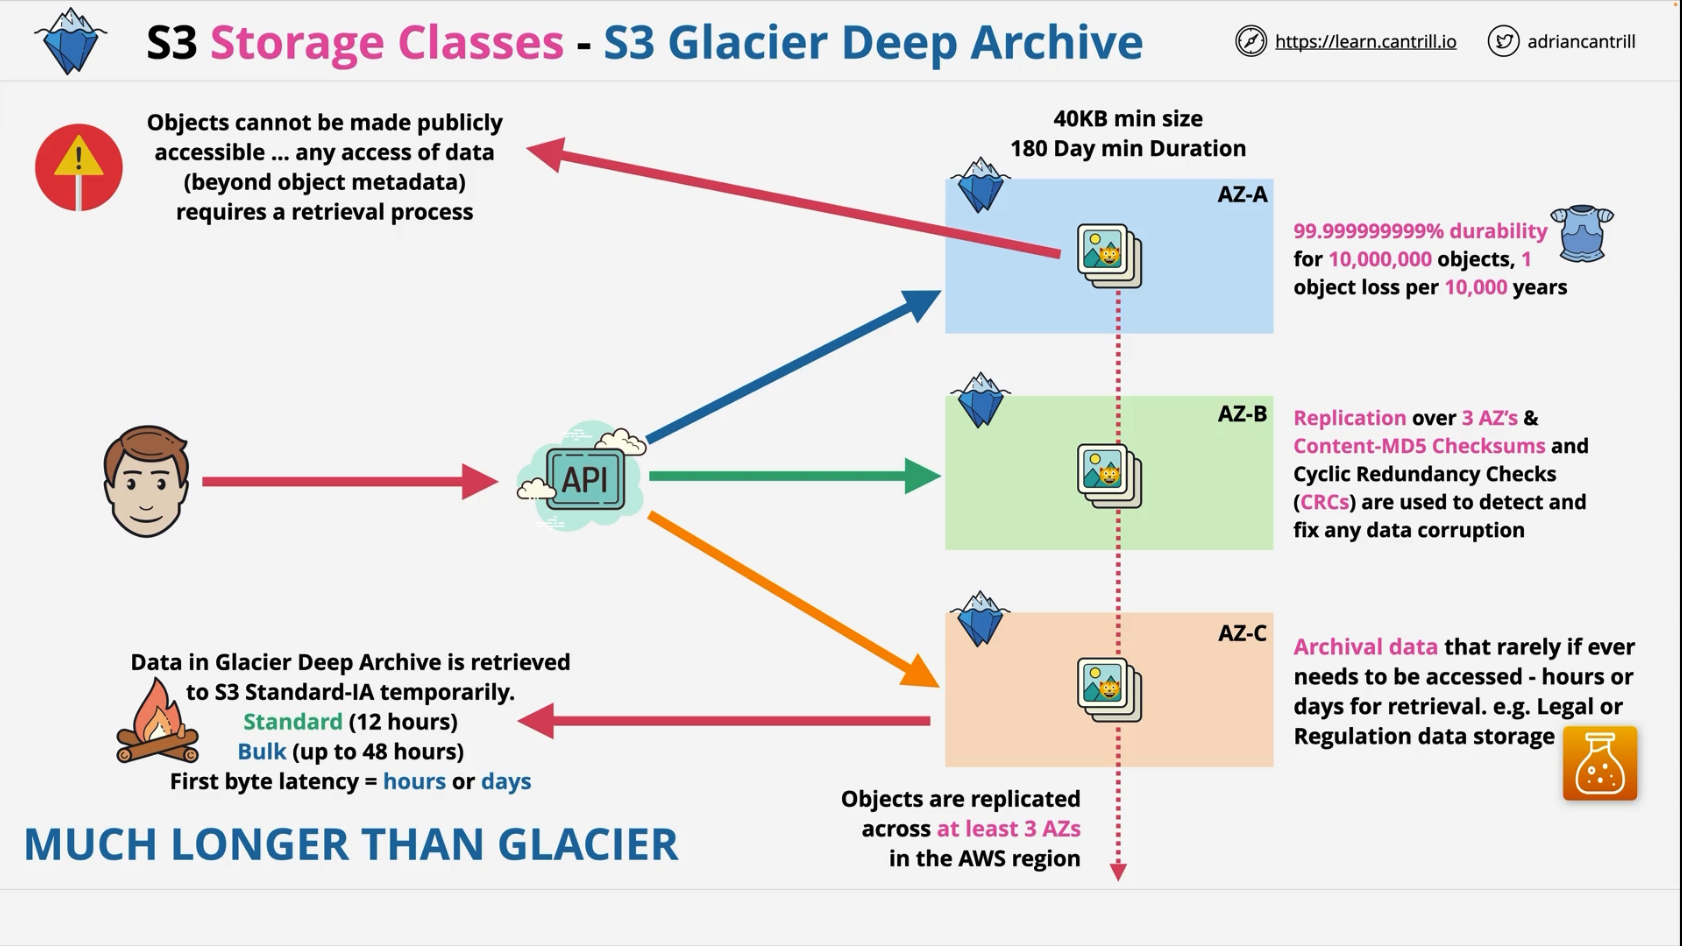 S3 Storage Classes - S3 Glacier Deep Archive
https://learn.cantrill.io
adriancantrill
Objects cannot be made publicly
accessible ... any access of data
(beyond object metadata)
requires a retrieval process
40KB min size
180 Day min Duration
AZ-A
99.999999999% durability
for 10,000,000 objects, 1
object loss per 10,000 years
API
AZ-B
Replication over 3 AZ's &
Content-MD5 Checksums and
Cyclic Redundancy Checks
(CRCs) are used to detect and
fix any data corruption
AZ-C
Archival data that rarely if ever
needs to be accessed - hours or
days for retrieval. e.g. Legal or
Regulation data storage
Data in Glacier Deep Archive is retrieved
to S3 Standard-IA temporarily.
Standard (12 hours)
Bulk (up to 48 hours)
First byte latency = hours or days
MUCH LONGER THAN GLACIER
Objects are replicated
across at least 3 AZs
in the AWS region